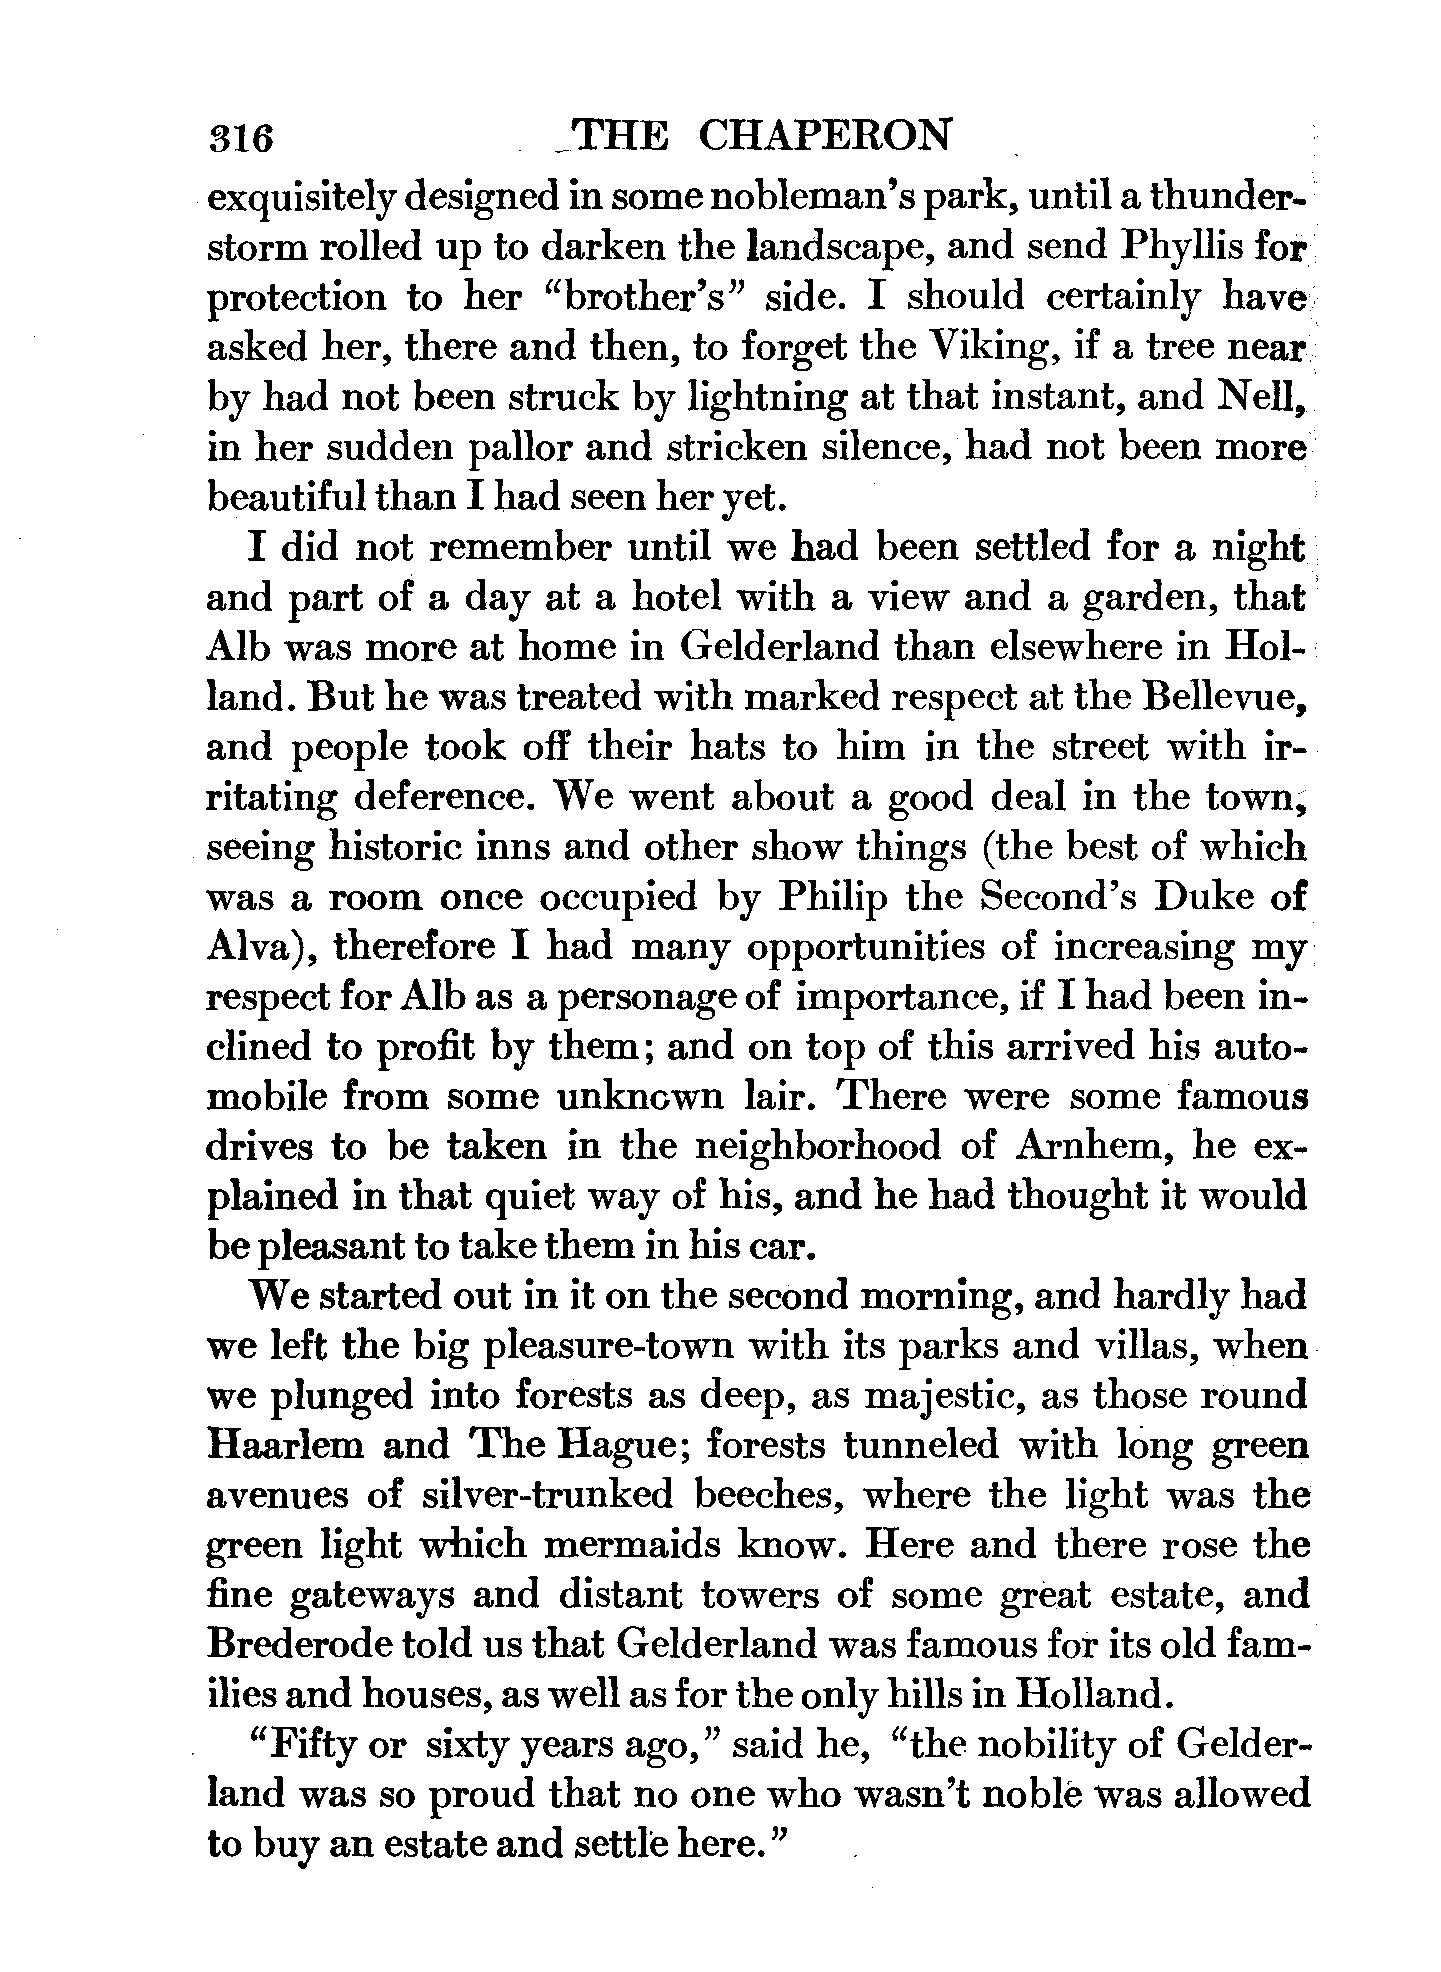 316 THE CHAPERON
exquisitely designed in some nobleman's park, until a thunder-
storm rolled up to darken the landscape, and send Phyllis for
protection to her "brother's" side. I should certainly have
asked her, there and then, to forget the Viking, if a tree near
by had not been struck by lightning at that instant, and Nell,
in her sudden pallor and stricken silence, had not been more
beautiful than I had seen her yet.
I did not remember until we had been settled for a night
and part of a day at a hotel with a view and a garden, that
Alb was more at home in Gelderland than elsewhere in Hol-
land. But he was treated with marked respect at the Bellevue,
and people took off their hats to him in the street with ir-
ritating deference. We went about a good deal in the town,
seeing historic inns and other show things (the best of which
was a room once occupied by Philip the Second's Duke of
Alva), therefore I had many opportunities of increasing my
respect for Alb as a personage of importance, if I had been in-
clined to profit by them; and on top of this arrived his auto-
mobile from some unknown lair. There were some famous
drives to be taken in the neighborhood of Arnhem, he ex-
plained in that quiet way of his, and he had thought it would
be pleasant to take them in his car.
We started out in it on the second morning, and hardly had
we left the big pleasure-town with its parks and villas, when
we plunged into forests as deep, as majestic, as those round
Haarlem and The Hague; forests tunneled with long green
avenues of silver-trunked beeches, where the light was the
green light which mermaids know. Here and there rose the
fine gateways and distant towers of some great estate, and
Brederode told us that Gelderland was famous for its old fam-
ilies and houses, as well as for the only hills in Holland.
"Fifty or sixty years ago," said he, "the nobility of Gelder-
land was so proud that no one who wasn't noble was allowed
to buy an estate and settle here."